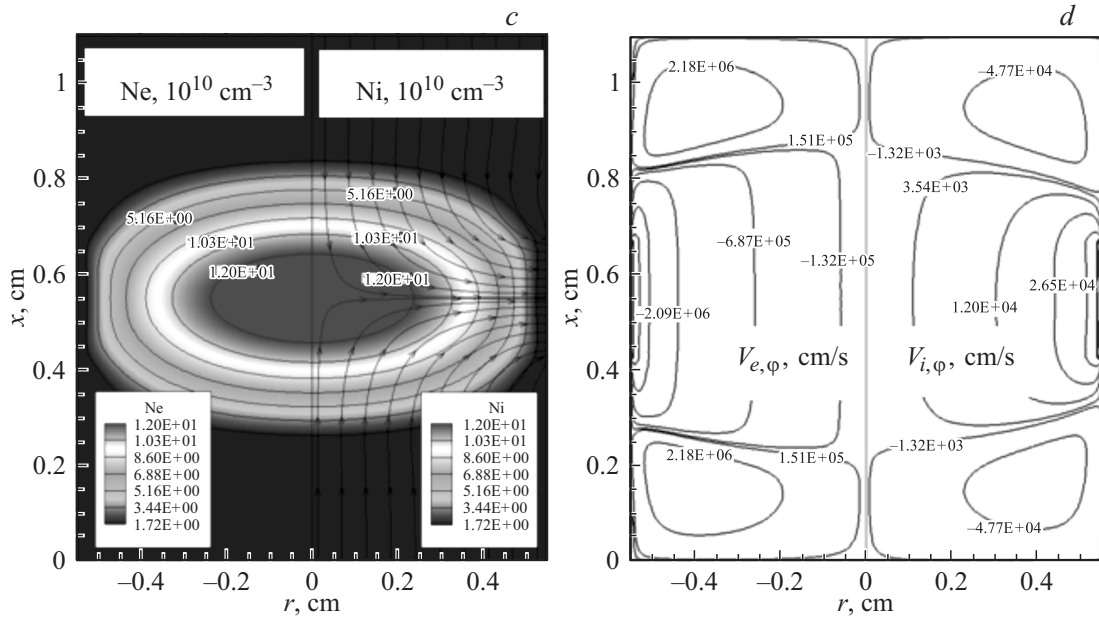 c
Ne, 10¹⁰ cm⁻³
Ni, 10¹⁰ cm⁻³
1
0.8
0.6
0.4
0.2
0
x, cm
5.16E+00
5.16E+00
1.03E+01
1.03E+01
1.20E+01
1.20E+01
Ne
1.20E+01
1.03E+01
8.60E+00
6.88E+00
5.16E+00
3.44E+00
1.72E+00
Ni
1.20E+01
1.03E+01
8.60E+00
6.88E+00
5.16E+00
3.44E+00
1.72E+00
–0.4
–0.2
0
0.2
0.4
r, cm
d
1
0.8
0.6
0.4
0.2
0
x, cm
2.18E+06
–4.77E+04
1.51E+05
–1.32E+03
3.54E+03
–6.87E+05
–1.32E+05
2.65E+04
–2.09E+06
1.20E+04
V_{e,φ}, cm/s
V_{i,φ}, cm/s
–1.32E+03
2.18E+06
1.51E+05
–4.77E+04
–0.4
–0.2
0
0.2
0.4
r, cm